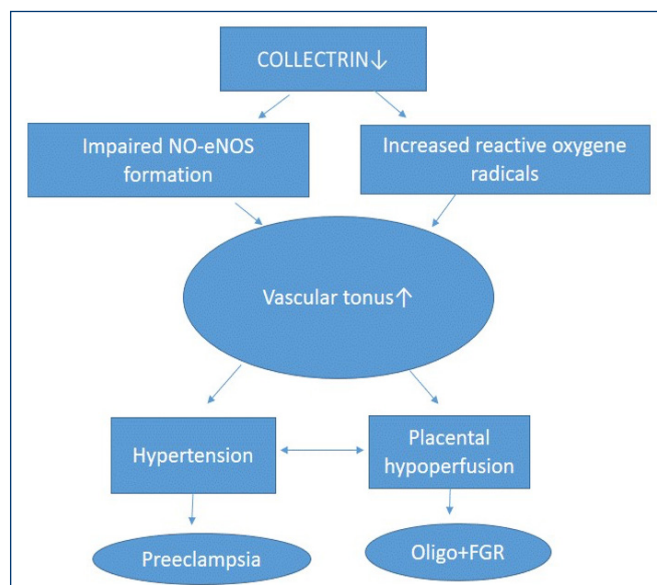 COLLECTRIN↓
Impaired NO-eNOS
formation
Increased reactive oxygene
radicals
Vascular tonus↑
Hypertension
Placental
hypoperfusion
Preeclampsia
Oligo+FGR